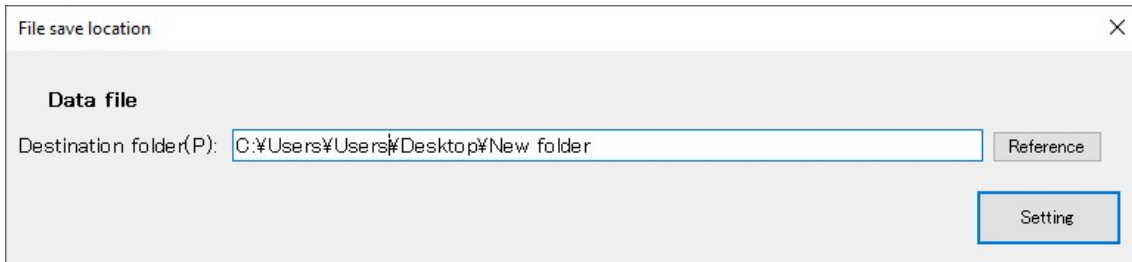 File save location
Data file
Destination folder(P): C:¥Users¥Users¥Desktop¥New folder Reference
Setting